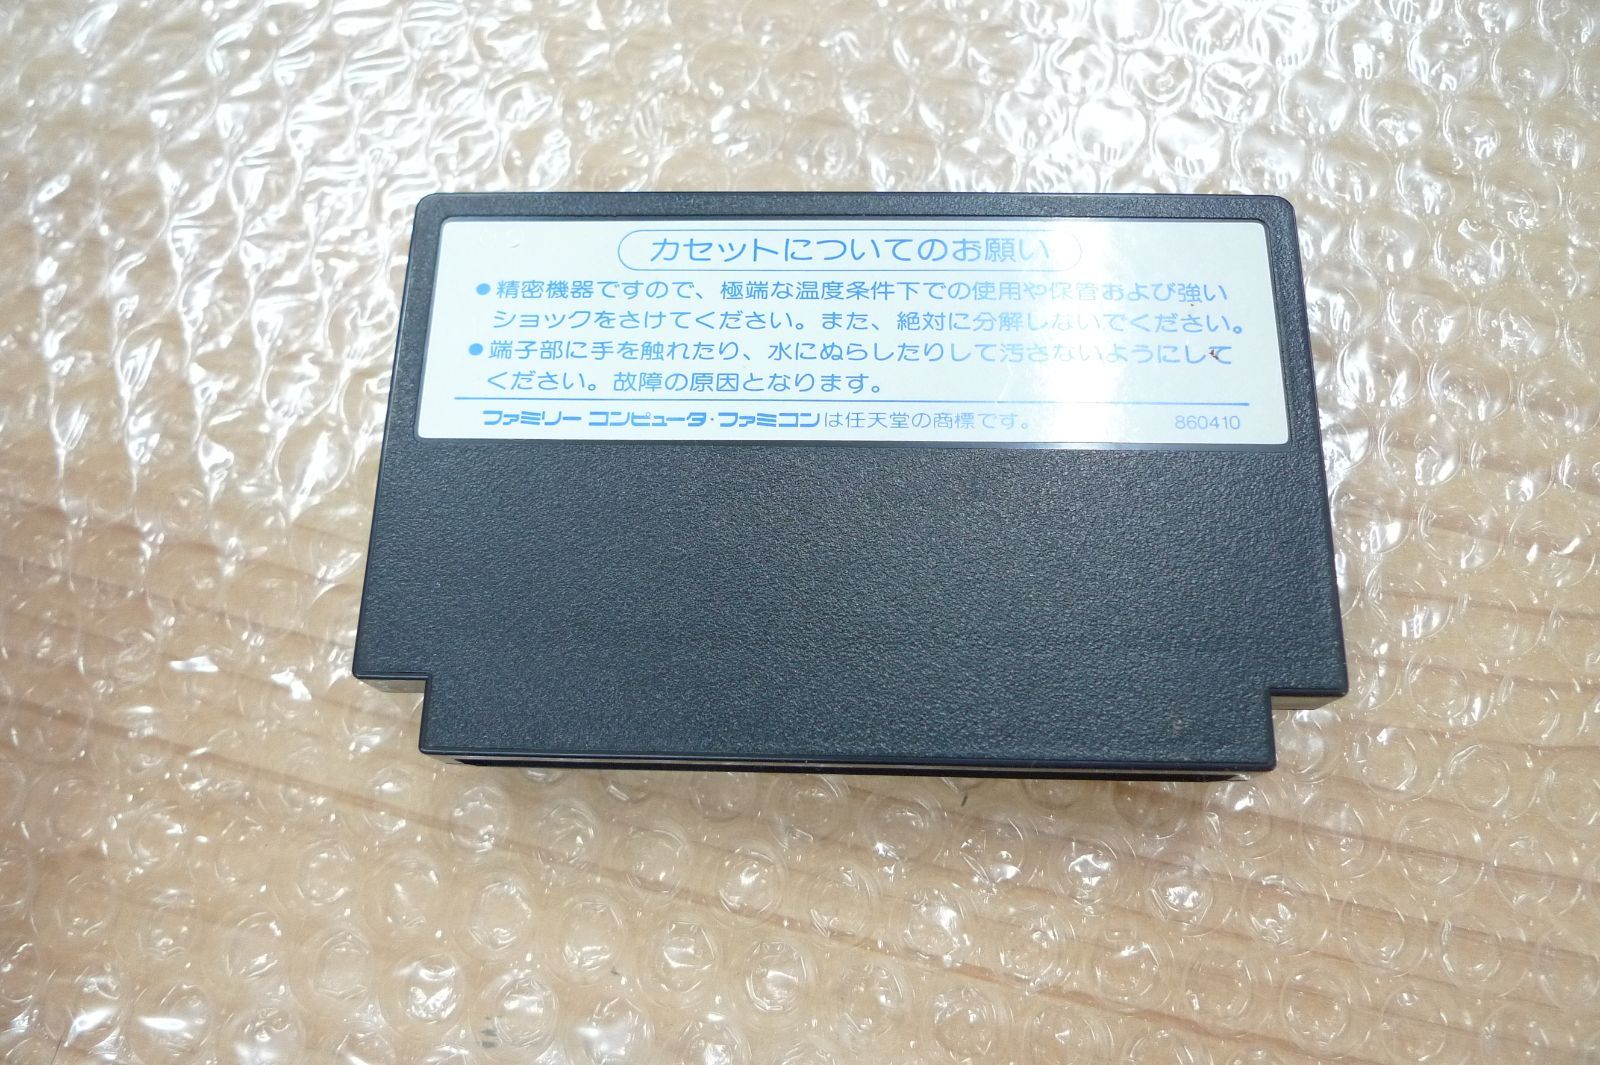 カセットについてのお願い
●精密機器ですので、極端な温度条件下での使用や保管および強い
ショックをさけてください。また、絶対に分解しないでください。
●端子部に手を触れたり、水にぬらしたりして汚さないようにして
ください。故障の原因となります。
ファミリー コンピュータ・ファミコンは任天堂の商標です。 860410